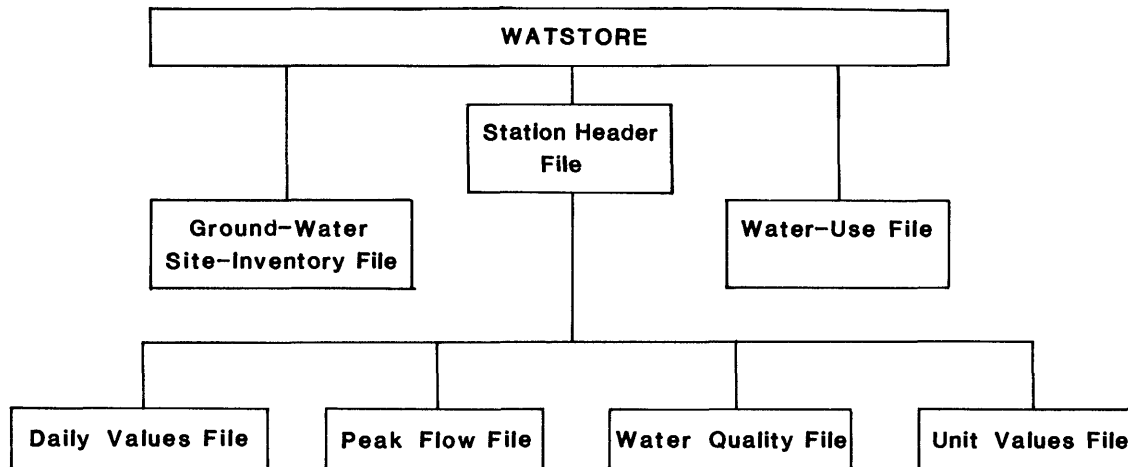 WATSTORE
Station Header
File
Ground-Water
Site-Inventory File
Water-Use File
Daily Values File
Peak Flow File
Water Quality File
Unit Values File